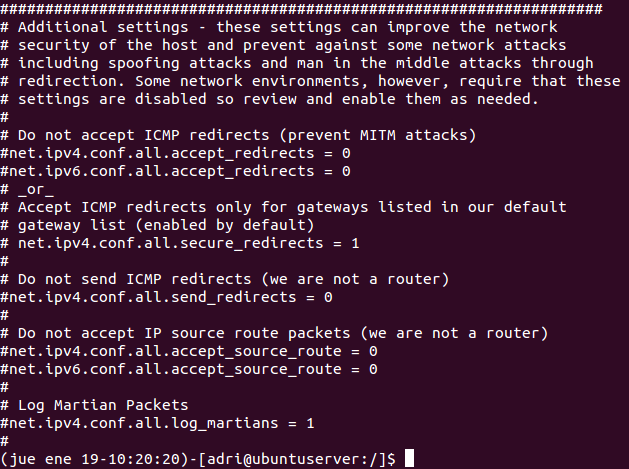 ###################################################################
# Additional settings - these settings can improve the network
# security of the host and prevent against some network attacks
# including spoofing attacks and man in the middle attacks through
# redirection. Some network environments, however, require that these
# settings are disabled so review and enable them as needed.
#
# Do not accept ICMP redirects (prevent MITM attacks)
#net.ipv4.conf.all.accept_redirects = 0
#net.ipv6.conf.all.accept_redirects = 0
# _or_
# Accept ICMP redirects only for gateways listed in our default
# gateway list (enabled by default)
# net.ipv4.conf.all.secure_redirects = 1
#
# Do not send ICMP redirects (we are not a router)
#net.ipv4.conf.all.send_redirects = 0
#
# Do not accept IP source route packets (we are not a router)
#net.ipv4.conf.all.accept_source_route = 0
#net.ipv6.conf.all.accept_source_route = 0
#
# Log Martian Packets
#net.ipv4.conf.all.log_martians = 1
#
(jue ene 19-10:20:20)-[adri@ubuntuserver:/]$